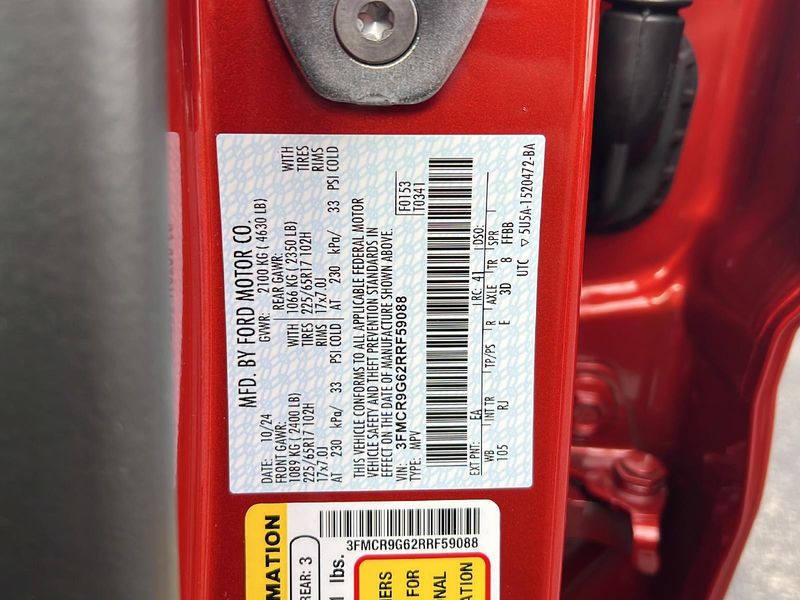 MFD. BY FORD MOTOR CO.
DATE: 10/24 GVWR: 2100 KG ( 4630 LB)
FRONT GAWR: REAR GAWR:
1089 KG ( 2400 LB) WITH 1066 KG ( 2350 LB) WITH
225/65R17 102H TIRES 225/65R17 102H TIRES
17x7.0J RIMS 17x7.0J RIMS
AT 230 kPa/ 33 PSI COLD AT 230 kPa/ 33 PSI COLD
THIS VEHICLE CONFORMS TO ALL APPLICABLE FEDERAL MOTOR
VEHICLE SAFETY AND THEFT PREVENTION STANDARDS IN
EFFECT ON THE DATE OF MANUFACTURE SHOWN ABOVE.
VIN: 3FMCR9G62RRF59088
TYPE: MPV
F0153
T0341
EXT PNT: EA RC: 41 DSO:
WB INT TR TP/PS R AXLE TR SPR
105 RJ E 3D 8 FFBB
UTC ▽ 5U5A-1520472-BA
3FMCR9G62RRF59088
MATION
REAR: 3
lbs.
FOR